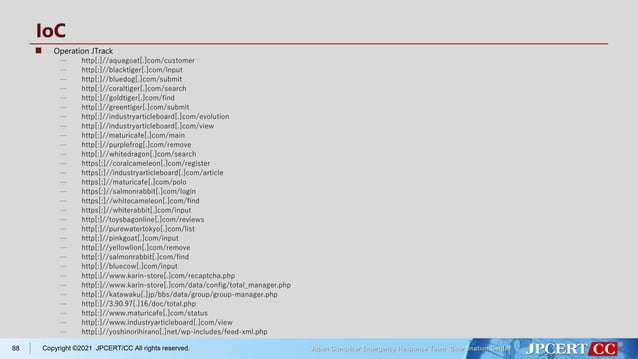 IoC
■ Operation JTrack
— http[:]//aquagoat[.]com/customer
— http[:]//blacktiger[.]com/input
— http[:]//bluedog[.]com/submit
— http[:]//coraltiger[.]com/search
— http[:]//goldtiger[.]com/find
— http[:]//greentiger[.]com/submit
— http[:]//industryarticleboard[.]com/evolution
— http[:]//industryarticleboard[.]com/view
— http[:]//maturicafe[.]com/main
— http[:]//purplefrog[.]com/remove
— http[:]//whitedragon[.]com/search
— https[:]//coralcameleon[.]com/register
— https[:]//industryarticleboard[.]com/article
— https[:]//maturicafe[.]com/polo
— https[:]//salmonrabbit[.]com/login
— https[:]//whitecameleon[.]com/find
— https[:]//whiterabbit[.]com/input
— http[:]//toysbagonline[.]com/reviews
— http[:]//purewatertokyo[.]com/list
— http[:]//pinkgoat[.]com/input
— http[:]//yellowlion[.]com/remove
— http[:]//salmonrabbit[.]com/find
— http[:]//bluecow[.]com/input
— http[:]//www.karin-store[.]com/recaptcha.php
— http[:]//www.karin-store[.]com/data/config/total_manager.php
— http[:]//katawaku[.]jp/bbs/data/group/group-manager.php
— http[:]//3.90.97[.]16/doc/total.php
— http[:]//www.maturicafe[.]com/status
— http[:]//www.industryarticleboard[.]com/view
— http[:]//yoshinorihirano[.]net/wp-includes/feed-xml.php
88 Copyright ©2021 JPCERT/CC All rights reserved. Japan Computer Emergency Response Team Coordination Center JPCERT CC